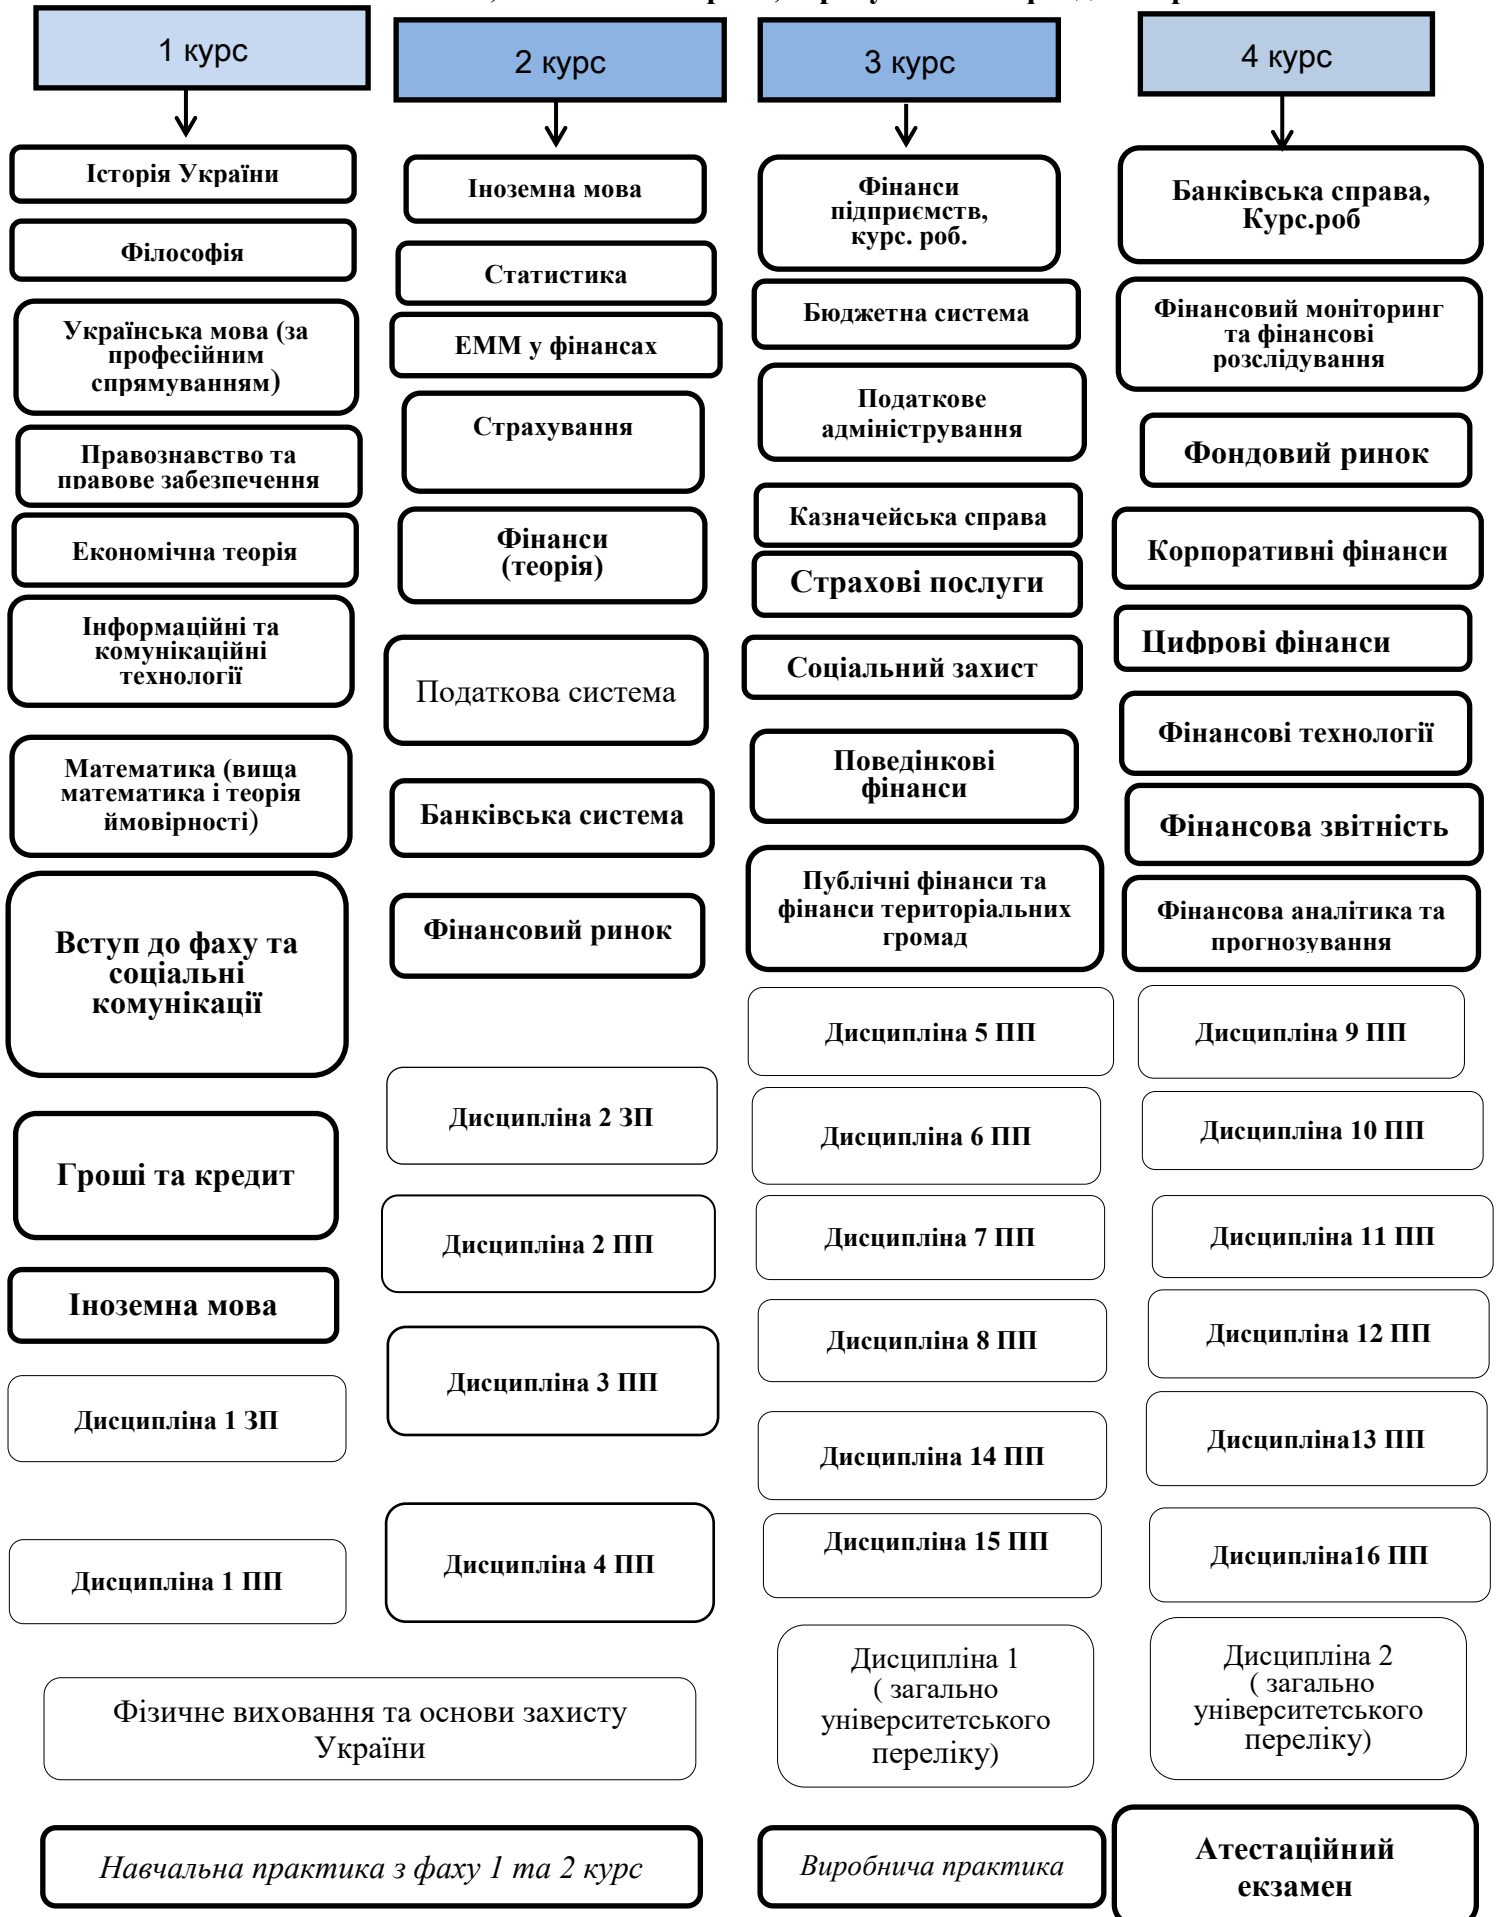 1 курс
Історія України
Філософія
Українська мова (за
професійним
спрямуванням)
Правознавство та
правове забезпечення
Економічна теорія
Інформаційні та
комунікаційні
технології
Математика (вища
математика і теорія
ймовірності)
Вступ до фаху та
соціальні
комунікації
Гроші та кредит
Іноземна мова
Дисципліна 1 ЗП
Дисципліна 1 ПП
2 курс
Іноземна мова
Статистика
ЕММ у фінансах
Страхування
Фінанси
(теорія)
Податкова система
Банківська система
Фінансовий ринок
Дисципліна 2 ЗП
Дисципліна 2 ПП
Дисципліна 3 ПП
Дисципліна 4 ПП
Фізичне виховання та основи захисту
України
Навчальна практика з фаху 1 та 2 курс
3 курс
Фінанси
підприємств,
курс. роб.
Бюджетна система
Податкове
адміністрування
Казначейська справа
Страхові послуги
Соціальний захист
Поведінкові
фінанси
Публічні фінанси та
фінанси територіальних
громад
Дисципліна 5 ПП
Дисципліна 6 ПП
Дисципліна 7 ПП
Дисципліна 8 ПП
Дисципліна 14 ПП
Дисципліна 15 ПП
Дисципліна 1
( загально
університетського
переліку)
Виробнича практика
4 курс
Банківська справа,
Курс.роб
Фінансовий моніторинг
та фінансові
розслідування
Фондовий ринок
Корпоративні фінанси
Цифрові фінанси
Фінансові технології
Фінансова звітність
Фінансова аналітика та
прогнозування
Дисципліна 9 ПП
Дисципліна 10 ПП
Дисципліна 11 ПП
Дисципліна 12 ПП
Дисципліна13 ПП
Дисципліна16 ПП
Дисципліна 2
( загально
університетського
переліку)
Атестаційний
екзамен